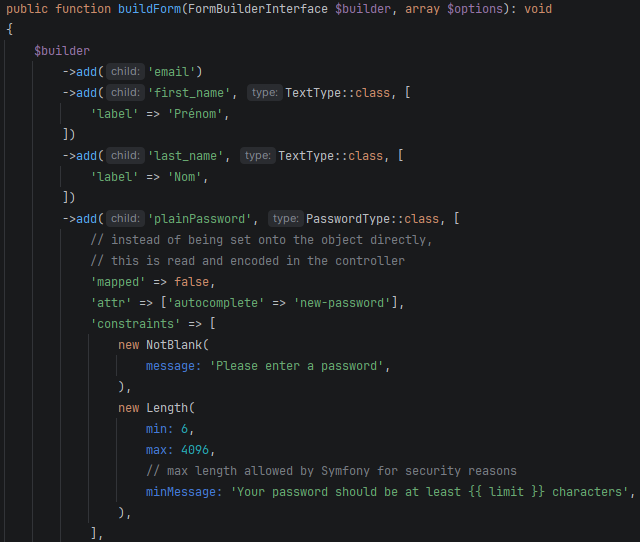 public function buildForm(FormBuilderInterface $builder, array $options): void
{
    $builder
        ->add( child: 'email')
        ->add( child: 'first_name', type: TextType::class, [
            'label' => 'Prénom',
        ])
        ->add( child: 'last_name', type: TextType::class, [
            'label' => 'Nom',
        ])
        ->add( child: 'plainPassword', type: PasswordType::class, [
            // instead of being set onto the object directly,
            // this is read and encoded in the controller
            'mapped' => false,
            'attr' => ['autocomplete' => 'new-password'],
            'constraints' => [
                new NotBlank(
                    message: 'Please enter a password',
                ),
                new Length(
                    min: 6,
                    max: 4096,
                    // max length allowed by Symfony for security reasons
                    minMessage: 'Your password should be at least {{ limit }} characters',
                ),
            ],